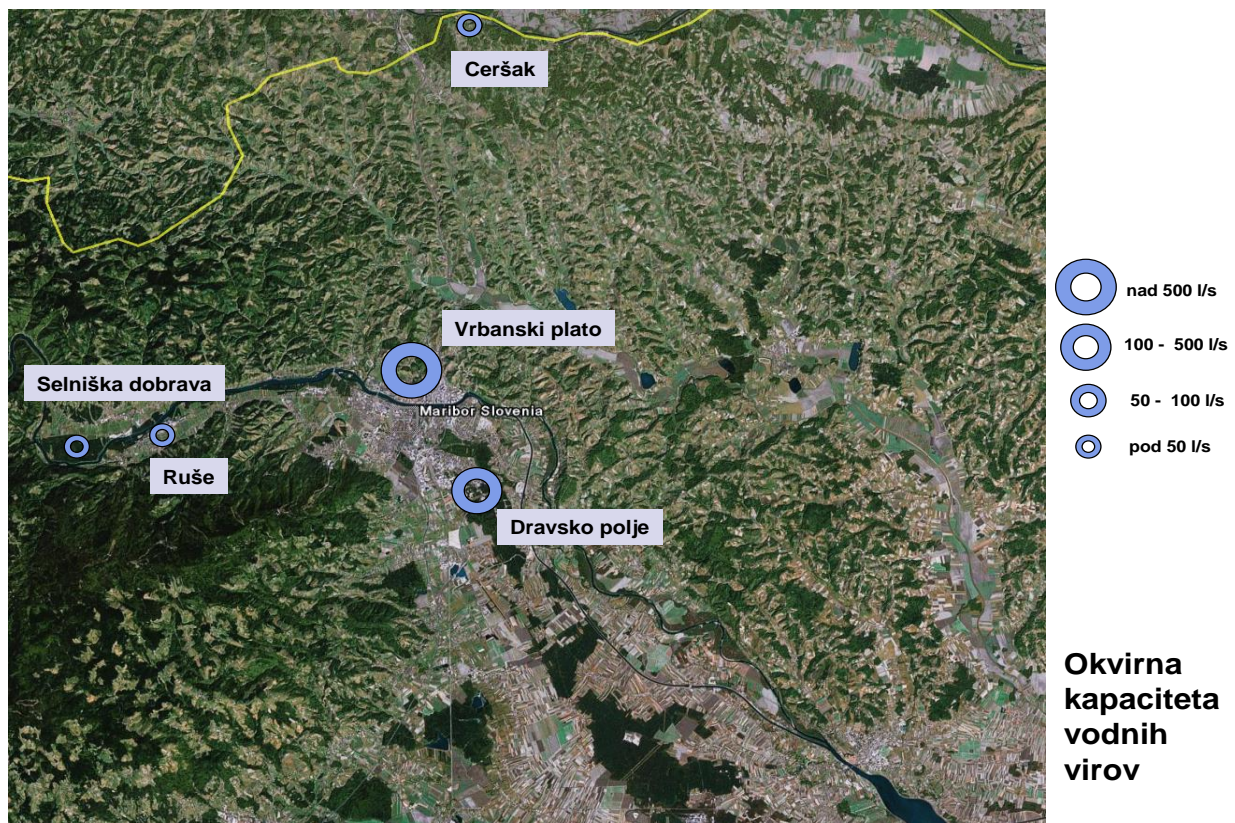 Ceršak
Vrbanski plato
Selniška dobrava
Maribor Slovenia
Ruše
Dravsko polje
nad 500 l/s
100 - 500 l/s
50 - 100 l/s
pod 50 l/s
Okvirna
kapaciteta
vodnih
virov